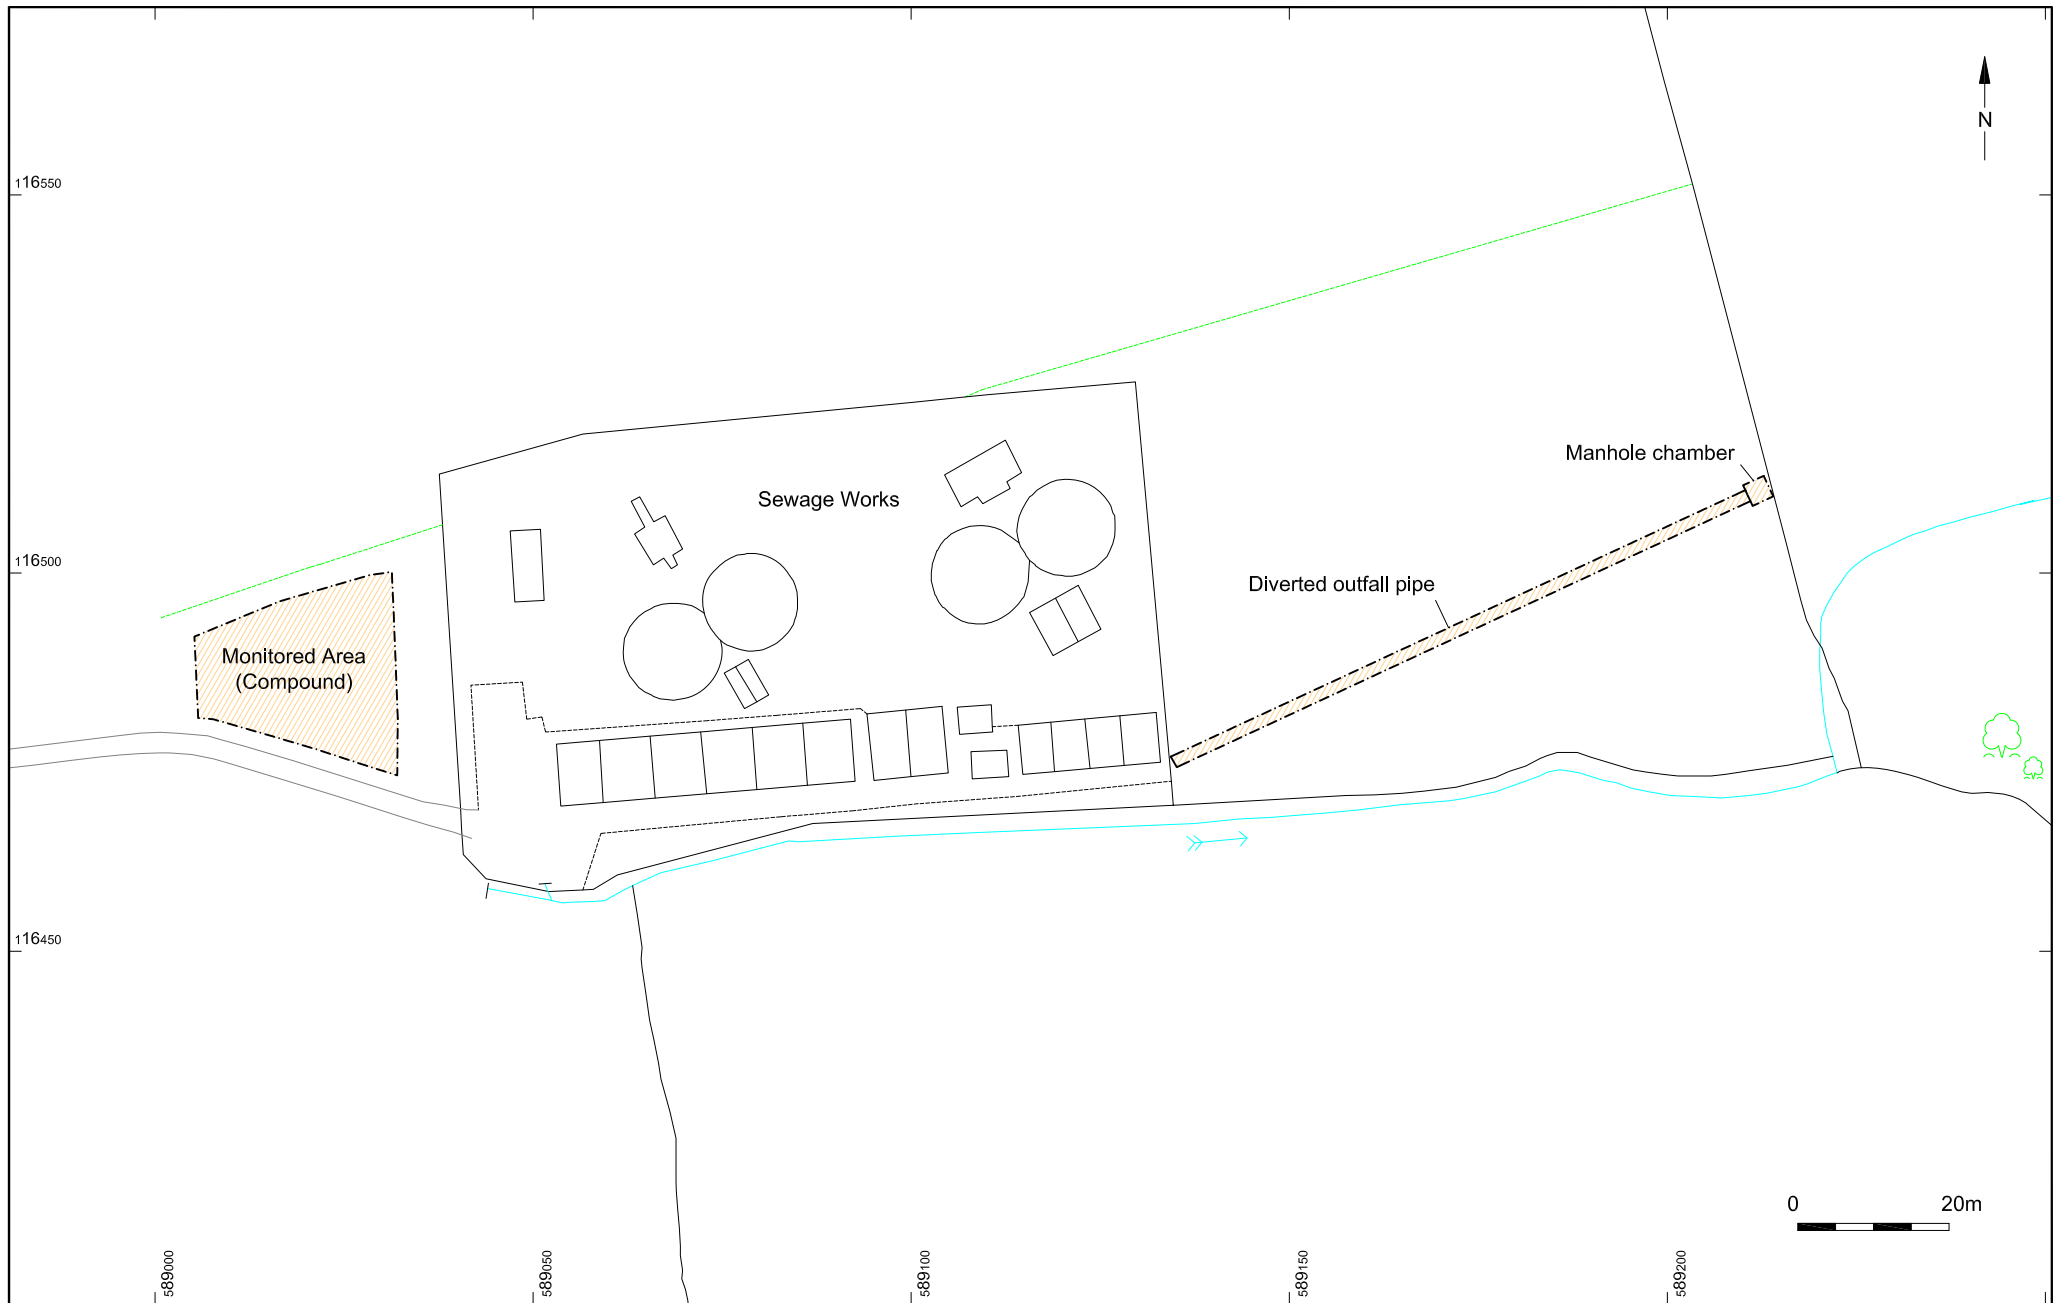 N
116550
Manhole chamber
Sewage Works
116500
Diverted outfall pipe
Monitored Area
(Compound)
116450
0 20m
589000
589050
589100
589150
589200